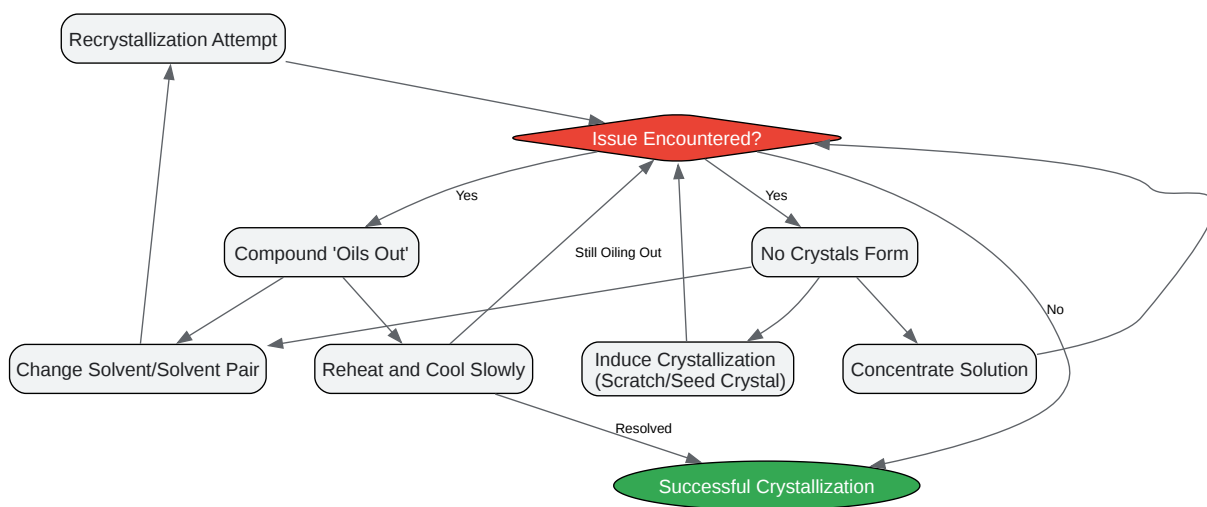 Recrystallization Attempt
Issue Encountered?
Yes
Yes
Compound 'Oils Out'
Still Oiling Out
No Crystals Form
No
Change Solvent/Solvent Pair
Reheat and Cool Slowly
Induce Crystallization
(Scratch/Seed Crystal)
Concentrate Solution
Resolved
Successful Crystallization